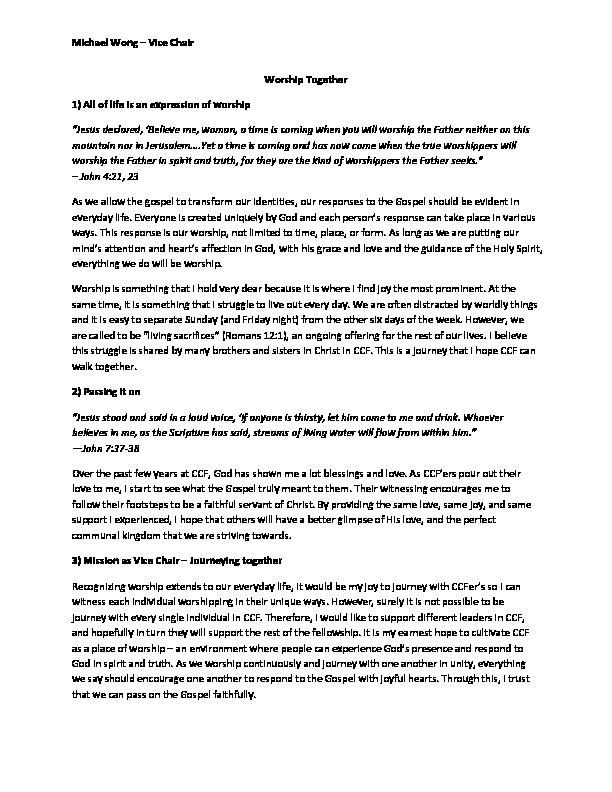 Michael Wong – Vice Chair
Worship Together
1) All of life is an expression of worship
"Jesus declared, 'Believe me, woman, a time is coming when you will worship the Father neither on this
mountain nor in Jerusalem....Yet a time is coming and has now come when the true worshippers will
worship the Father in spirit and truth, for they are the kind of worshippers the Father seeks."
– John 4:21, 23
As we allow the gospel to transform our identities, our responses to the Gospel should be evident in
everyday life. Everyone is created uniquely by God and each person's response can take place in various
ways. This response is our worship, not limited to time, place, or form. As long as we are putting our
mind's attention and heart's affection in God, with his grace and love and the guidance of the Holy Spirit,
everything we do will be worship.
Worship is something that I hold very dear because it is where I find joy the most prominent. At the
same time, it is something that I struggle to live out every day. We are often distracted by worldly things
and it is easy to separate Sunday (and Friday night) from the other six days of the week. However, we
are called to be "living sacrifices" (Romans 12:1), an ongoing offering for the rest of our lives. I believe
this struggle is shared by many brothers and sisters in Christ in CCF. This is a journey that I hope CCF can
walk together.
2) Passing it on
"Jesus stood and said in a loud voice, 'If anyone is thirsty, let him come to me and drink. Whoever
believes in me, as the Scripture has said, streams of living water will flow from within him."
—John 7:37-38
Over the past few years at CCF, God has shown me a lot blessings and love. As CCF'ers pour out their
love to me, I start to see what the Gospel truly meant to them. Their witnessing encourages me to
follow their footsteps to be a faithful servant of Christ. By providing the same love, same joy, and same
support I experienced, I hope that others will have a better glimpse of His love, and the perfect
communal kingdom that we are striving towards.
3) Mission as Vice Chair – Journeying together
Recognizing worship extends to our everyday life, it would be my joy to journey with CCFer's so I can
witness each individual worshipping in their unique ways. However, surely it is not possible to be
journey with every single individual in CCF. Therefore, I would like to support different leaders in CCF,
and hopefully in turn they will support the rest of the fellowship. It is my earnest hope to cultivate CCF
as a place of worship – an environment where people can experience God's presence and respond to
God in spirit and truth. As we worship continuously and journey with one another in unity, everything
we say should encourage one another to respond to the Gospel with joyful hearts. Through this, I trust
that we can pass on the Gospel faithfully.